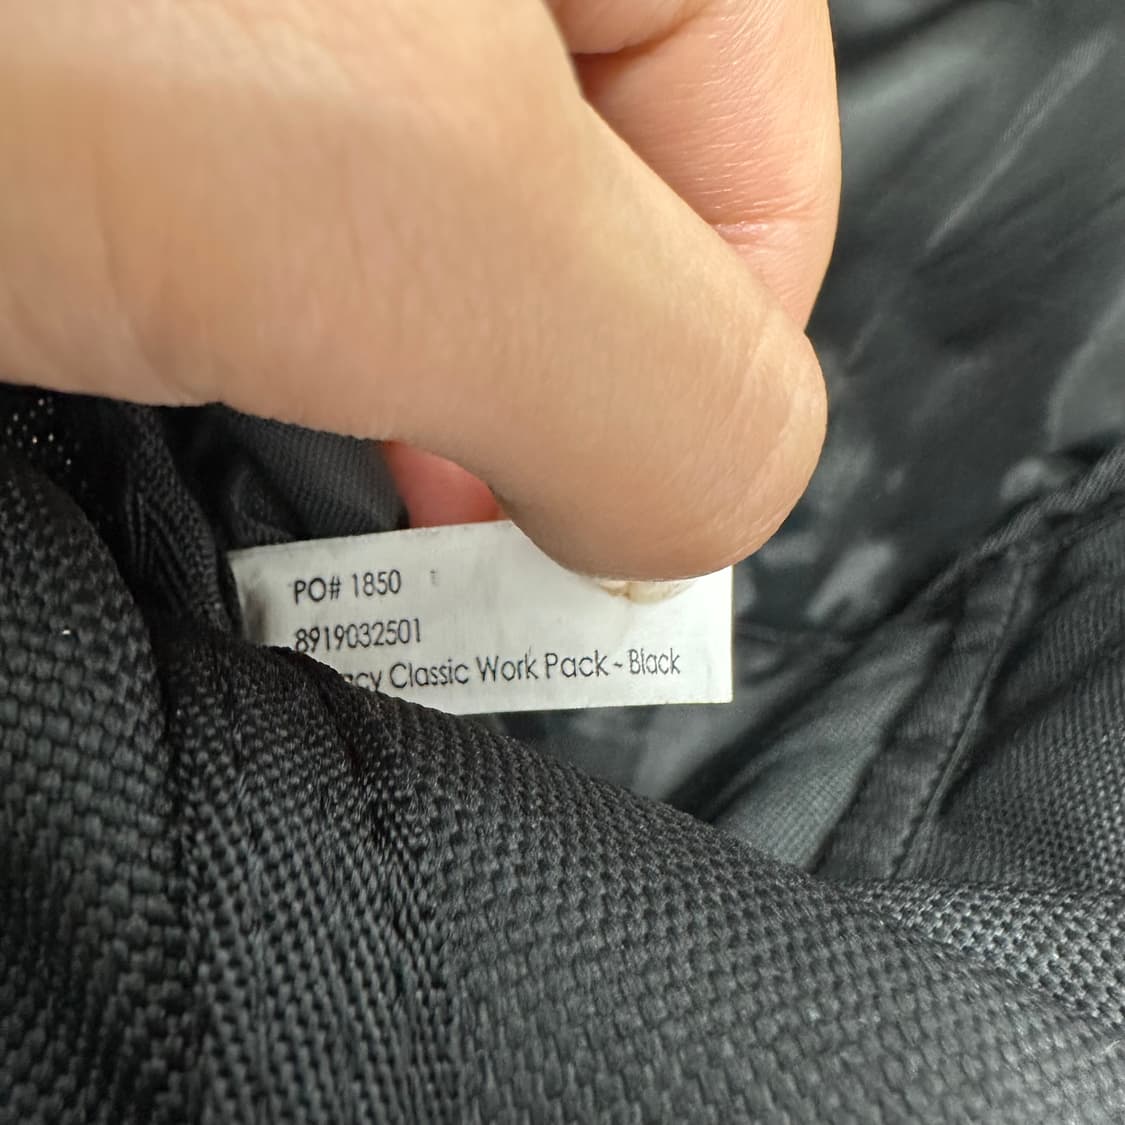 PO# 1850
8919032501
Classic Work Pack - Black